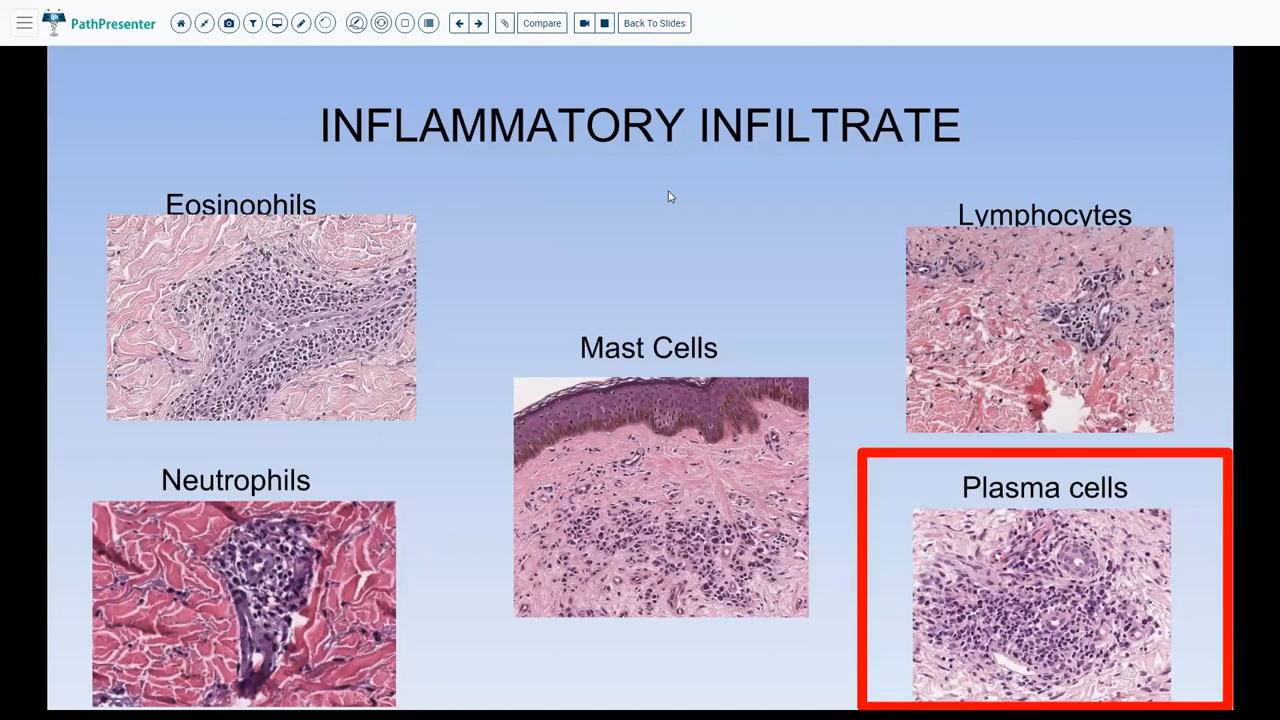 PathPresenter
Compare
Back To Slides
INFLAMMATORY INFILTRATE
Eosinophils
Lymphocytes
Mast Cells
Neutrophils
Plasma cells